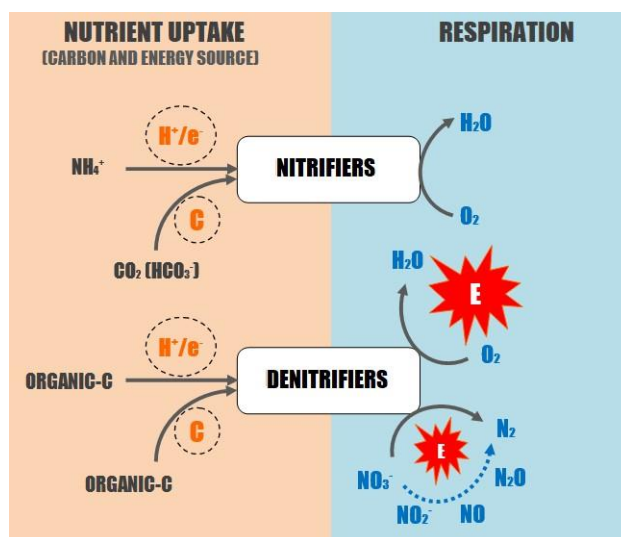 NUTRIENT UPTAKE
(CARBON AND ENERGY SOURCE)
RESPIRATION
H⁺/e⁻
NH₄⁺
NITRIFIERS
H₂O
O₂
C
CO₂ (HCO₃⁻)
H₂O
E
O₂
H⁺/e⁻
ORGANIC-C
DENITRIFIERS
C
ORGANIC-C
E
N₂
NO₃⁻
N₂O
NO₂⁻
NO